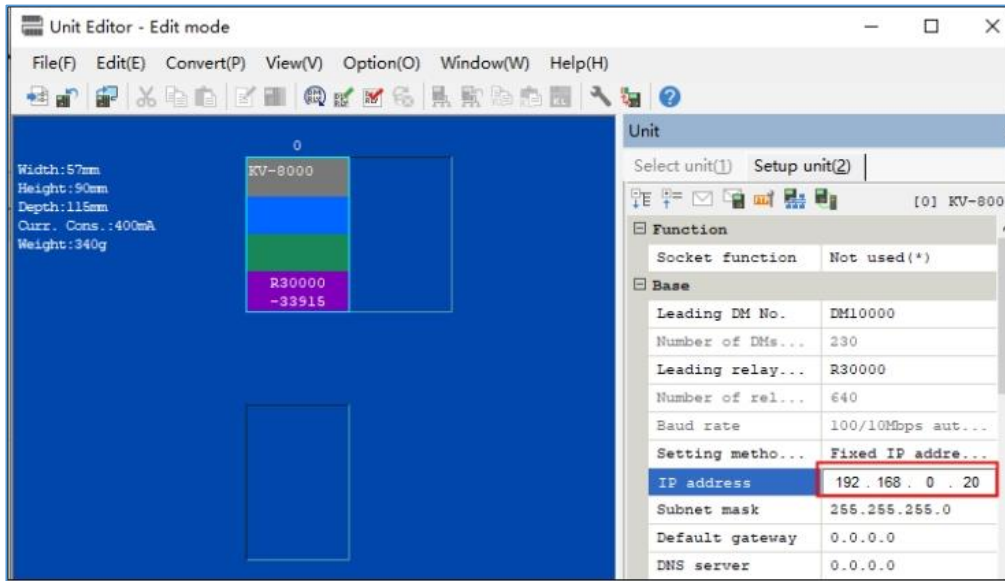 Unit Editor - Edit mode
File(F) Edit(E) Convert(P) View(V) Option(O) Window(W) Help(H)
0
Width:57mm
Height:90mm
Depth:115mm
Curr. Cons.:400mA
Weight:340g
KV-8000
R30000
-33915
Unit
Select unit(1) Setup unit(2)
[0] KV-800
Function
Socket function Not used(*)
Base
Leading DM No. DM10000
Number of DMs... 230
Leading relay... R30000
Number of rel... 640
Baud rate 100/10Mbps aut...
Setting metho... Fixed IP addre...
IP address 192 . 168 . 0 . 20
Subnet mask 255.255.255.0
Default gateway 0.0.0.0
DNS server 0.0.0.0